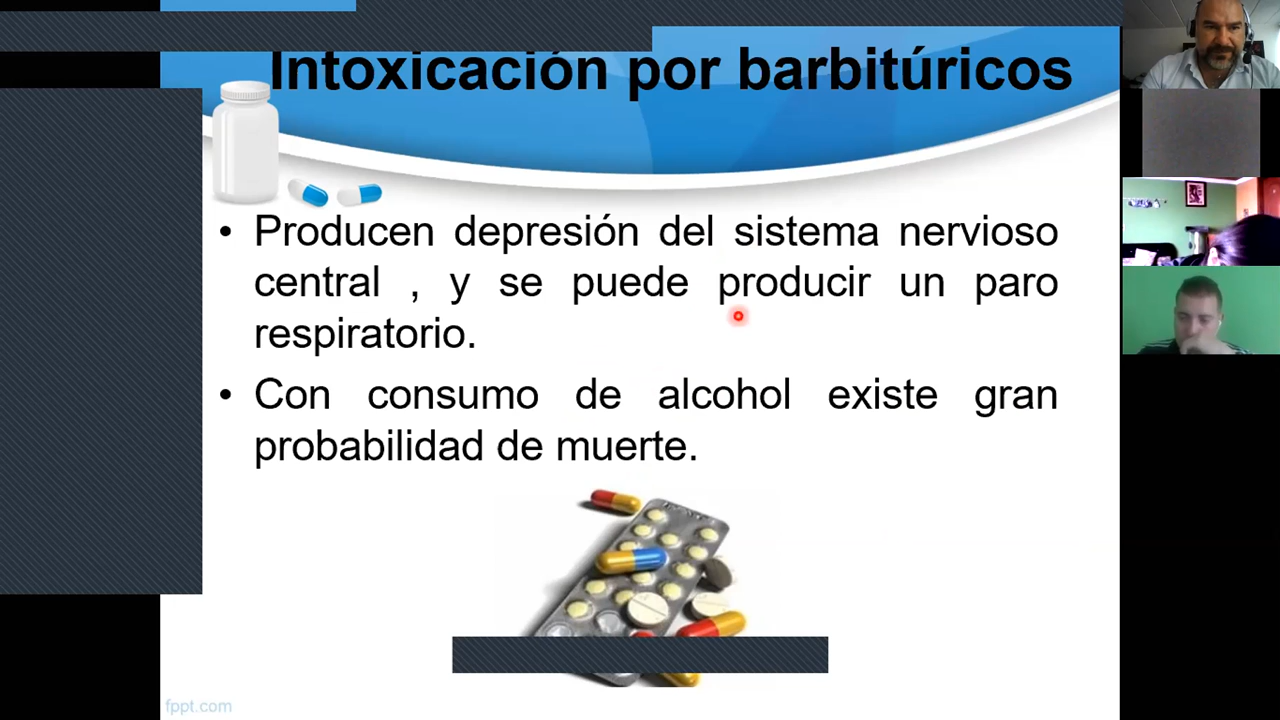 Intoxicación por barbitúricos
• Producen depresión del sistema nervioso
central , y se puede producir un paro
respiratorio.
• Con consumo de alcohol existe gran
probabilidad de muerte.
fppt.com